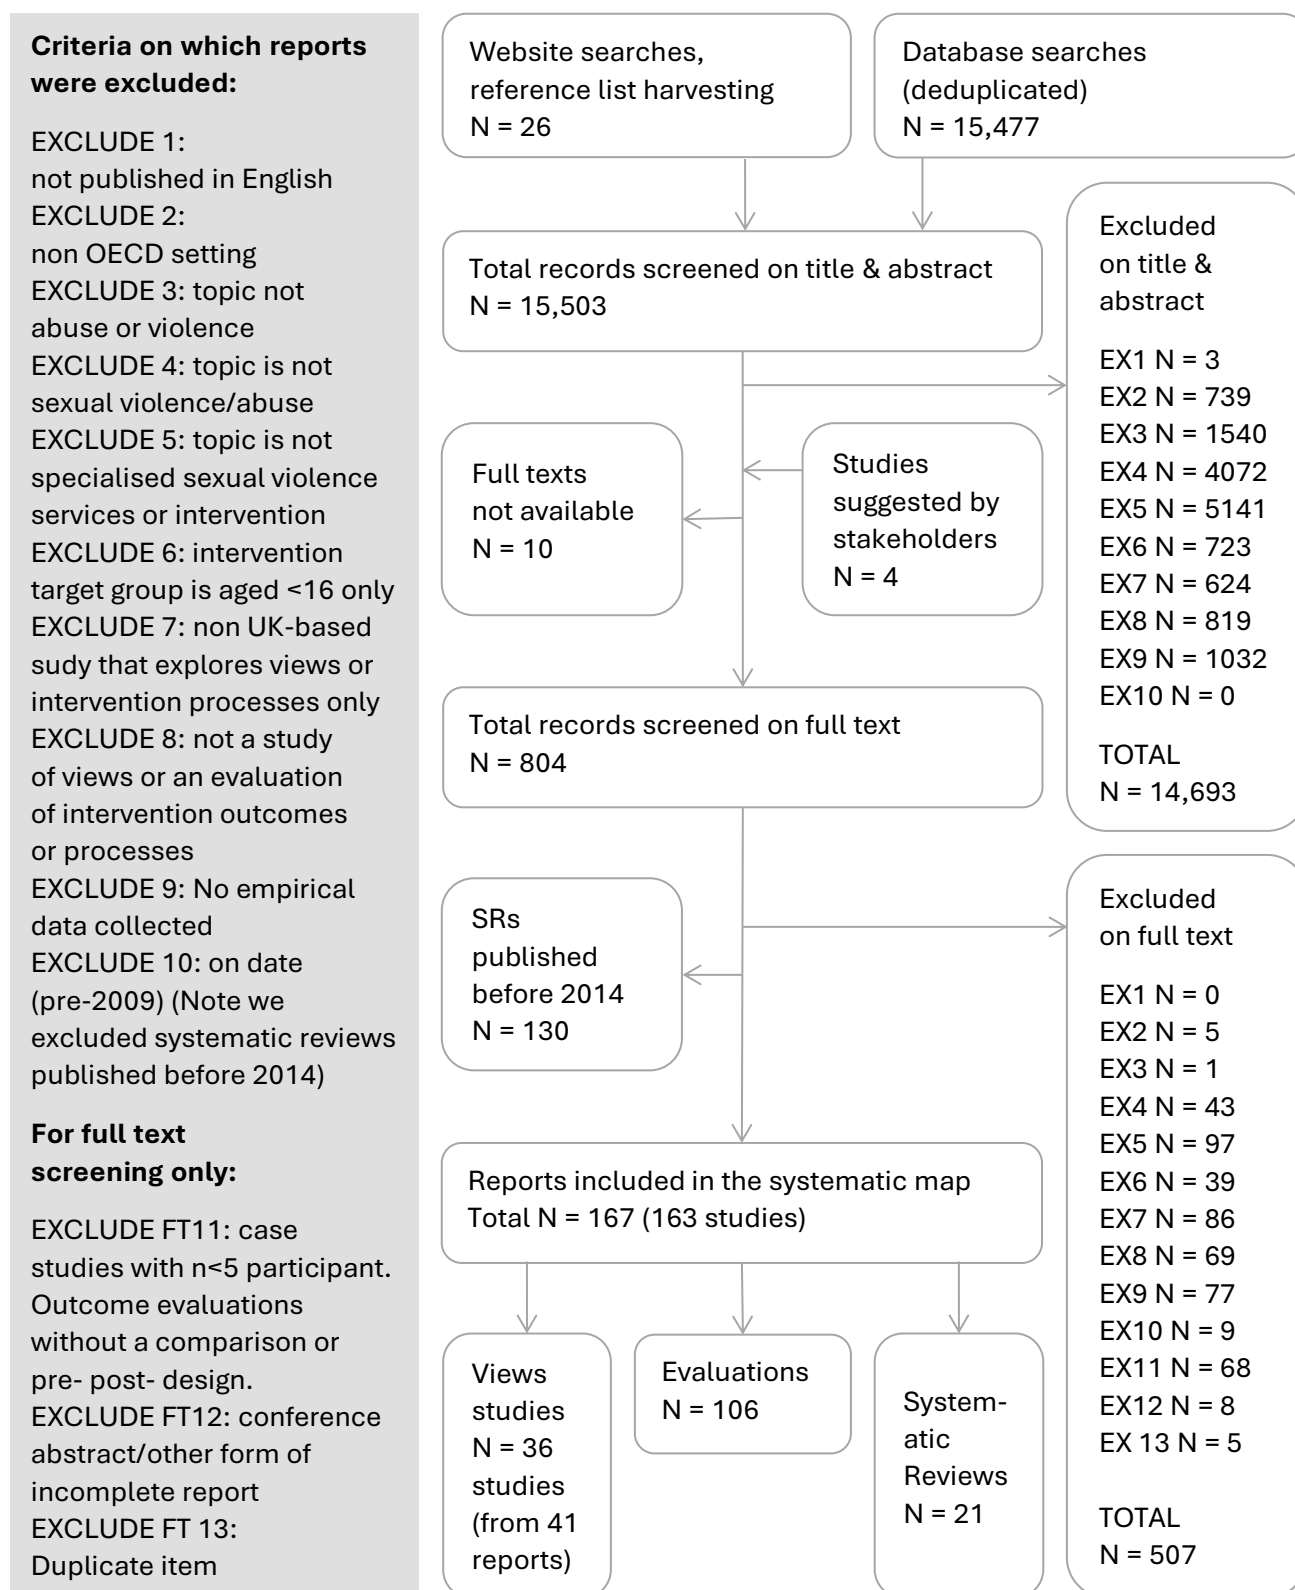 Criteria on which reports
were excluded:
EXCLUDE 1:
not published in English
EXCLUDE 2:
non OECD setting
EXCLUDE 3: topic not
abuse or violence
EXCLUDE 4: topic is not
sexual violence/abuse
EXCLUDE 5: topic is not
specialised sexual violence
services or intervention
EXCLUDE 6: intervention
target group is aged <16 only
EXCLUDE 7: non UK-based
sudy that explores views or
intervention processes only
EXCLUDE 8: not a study
of views or an evaluation
of intervention outcomes
or processes
EXCLUDE 9: No empirical
data collected
EXCLUDE 10: on date
(pre-2009) (Note we
excluded systematic reviews
published before 2014)
For full text
screening only:
EXCLUDE FT11: case
studies with n<5 participant.
Outcome evaluations
without a comparison or
pre- post- design.
EXCLUDE FT12: conference
abstract/other form of
incomplete report
EXCLUDE FT 13:
Duplicate item
Website searches,
reference list harvesting
N = 26
Database searches
(deduplicated)
N = 15,477
Total records screened on title & abstract
N = 15,503
Excluded
on title &
abstract
EX1 N = 3
EX2 N = 739
EX3 N = 1540
EX4 N = 4072
EX5 N = 5141
EX6 N = 723
EX7 N = 624
EX8 N = 819
EX9 N = 1032
EX10 N = 0
TOTAL
N = 14,693
Full texts
not available
N = 10
Studies
suggested by
stakeholders
N = 4
Total records screened on full text
N = 804
SRs
published
before 2014
N = 130
Excluded
on full text
EX1 N = 0
EX2 N = 5
EX3 N = 1
EX4 N = 43
EX5 N = 97
EX6 N = 39
EX7 N = 86
EX8 N = 69
EX9 N = 77
EX10 N = 9
EX11 N = 68
EX12 N = 8
EX 13 N = 5
TOTAL
N = 507
Reports included in the systematic map
Total N = 167 (163 studies)
Views
studies
N = 36
studies
(from 41
reports)
Evaluations
N = 106
System-
atic
Reviews
N = 21